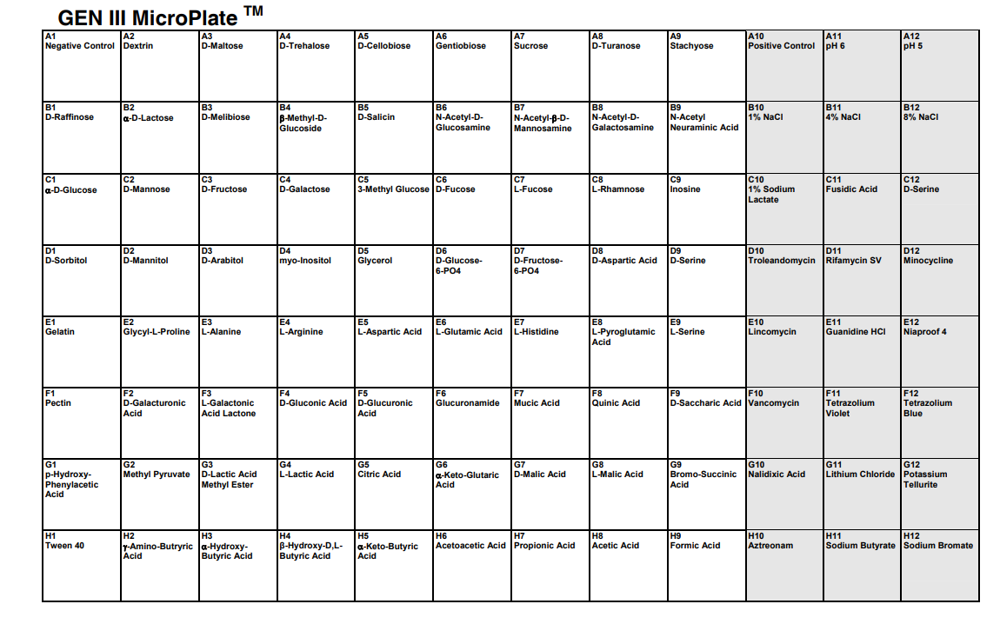 GEN III MicroPlate TM
A1
Negative Control
A2
Dextrin
A3
D-Maltose
A4
D-Trehalose
A5
D-Cellobiose
A6
Gentiobiose
A7
Sucrose
A8
D-Turanose
A9
Stachyose
A10
Positive Control
A11
pH 6
A12
pH 5
B1
D-Raffinose
B2
α-D-Lactose
B3
D-Melibiose
B4
β-Methyl-D-
Glucoside
B5
D-Salicin
B6
N-Acetyl-D-
Glucosamine
B7
N-Acetyl-β-D-
Mannosamine
B8
N-Acetyl-D-
Galactosamine
B9
N-Acetyl
Neuraminic Acid
B10
1% NaCl
B11
4% NaCl
B12
8% NaCl
C1
α-D-Glucose
C2
D-Mannose
C3
D-Fructose
C4
D-Galactose
C5
3-Methyl Glucose
C6
D-Fucose
C7
L-Fucose
C8
L-Rhamnose
C9
Inosine
C10
1% Sodium
Lactate
C11
Fusidic Acid
C12
D-Serine
D1
D-Sorbitol
D2
D-Mannitol
D3
D-Arabitol
D4
myo-Inositol
D5
Glycerol
D6
D-Glucose-
6-PO4
D7
D-Fructose-
6-PO4
D8
D-Aspartic Acid
D9
D-Serine
D10
Troleandomycin
D11
Rifamycin SV
D12
Minocycline
E1
Gelatin
E2
Glycyl-L-Proline
E3
L-Alanine
E4
L-Arginine
E5
L-Aspartic Acid
E6
L-Glutamic Acid
E7
L-Histidine
E8
L-Pyroglutamic
Acid
E9
L-Serine
E10
Lincomycin
E11
Guanidine HCl
E12
Niaproof 4
F1
Pectin
F2
D-Galacturonic
Acid
F3
L-Galactonic
Acid Lactone
F4
D-Gluconic Acid
F5
D-Glucuronic
Acid
F6
Glucuronamide
F7
Mucic Acid
F8
Quinic Acid
F9
D-Saccharic Acid
F10
Vancomycin
F11
Tetrazolium
Violet
F12
Tetrazolium
Blue
G1
p-Hydroxy-
Phenylacetic
Acid
G2
Methyl Pyruvate
G3
D-Lactic Acid
Methyl Ester
G4
L-Lactic Acid
G5
Citric Acid
G6
α-Keto-Glutaric
Acid
G7
D-Malic Acid
G8
L-Malic Acid
G9
Bromo-Succinic
Acid
G10
Nalidixic Acid
G11
Lithium Chloride
G12
Potassium
Tellurite
H1
Tween 40
H2
γ-Amino-Butryric
Acid
H3
α-Hydroxy-
Butyric Acid
H4
β-Hydroxy-D,L-
Butyric Acid
H5
α-Keto-Butyric
Acid
H6
Acetoacetic Acid
H7
Propionic Acid
H8
Acetic Acid
H9
Formic Acid
H10
Aztreonam
H11
Sodium Butyrate
H12
Sodium Bromate